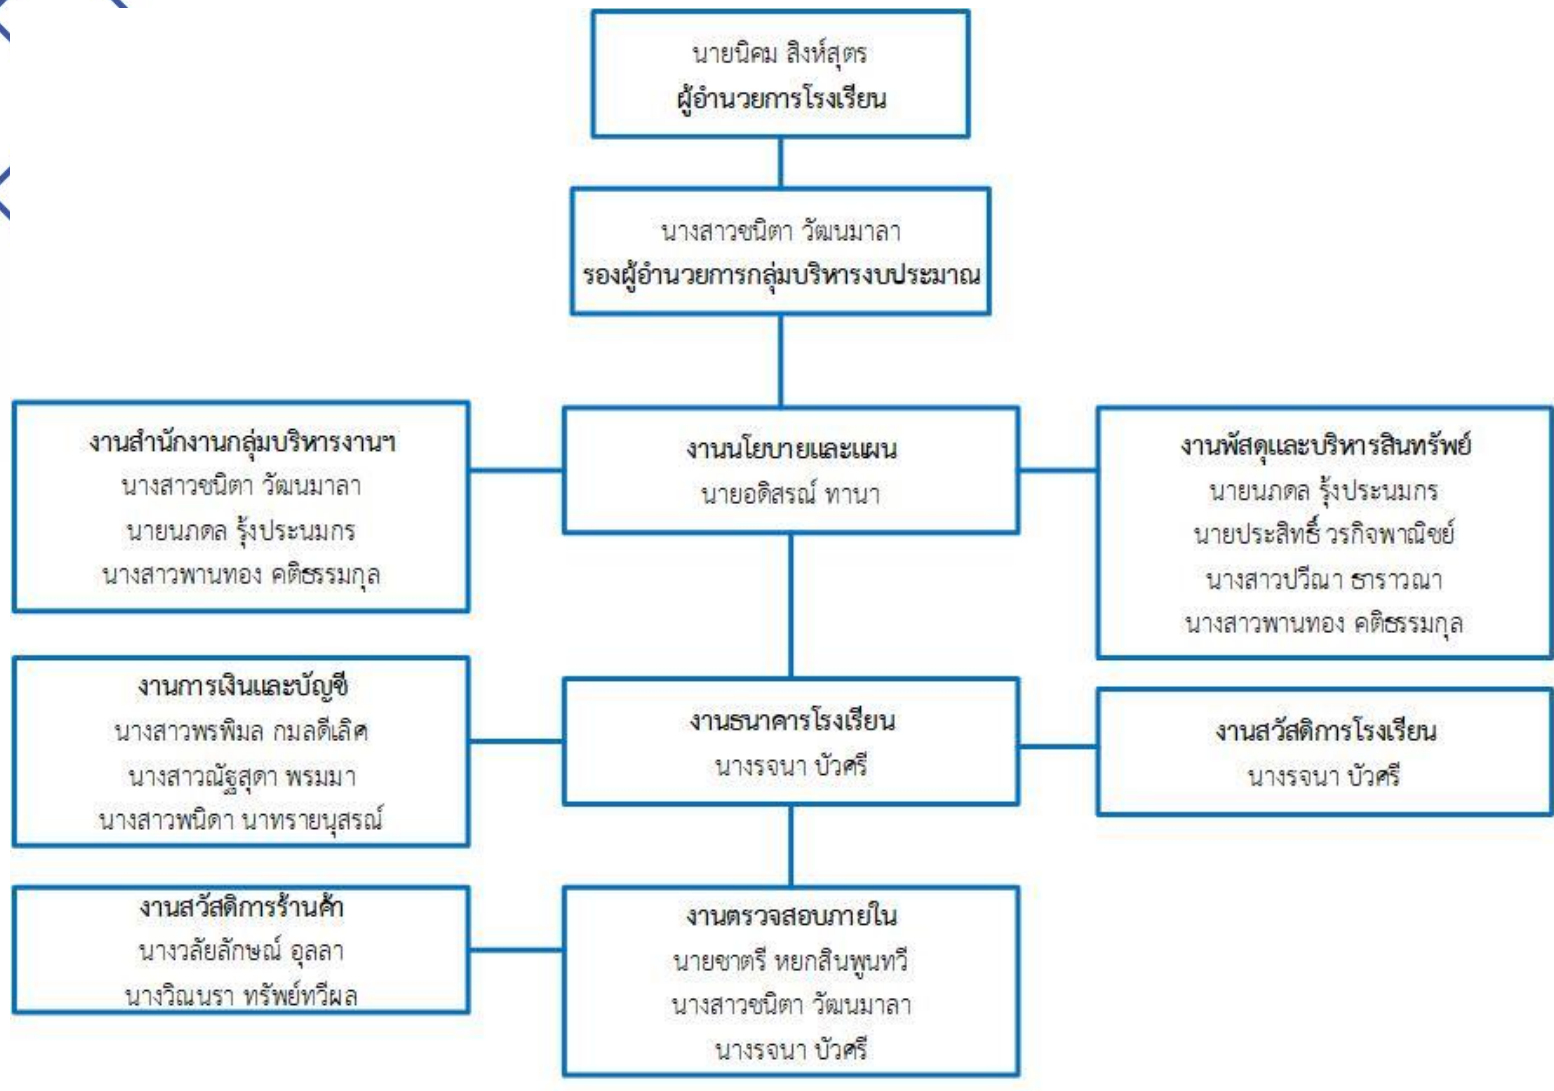 นายนิคม สิงห์สุตร
ผู้อำนวยการโรงเรียน
นางสาวชนิตา วัฒนมาลา
รองผู้อำนวยการกลุ่มบริหารงบประมาณ
งานสำนักงานกลุ่มบริหารงานฯ
นางสาวชนิตา วัฒนมาลา
นายนภดล รุ้งประนมกร
นางสาวพานทอง คติธรรมกุล
งานนโยบายและแผน
นายอดิสรณ์ ทานา
งานพัสดุและบริหารสินทรัพย์
นายนภดล รุ้งประนมกร
นายประสิทธิ์ วรกิจพาณิชย์
นางสาวปวีณา ธาราวณา
นางสาวพานทอง คติธรรมกุล
งานการเงินและบัญชี
นางสาวพรพิมล กมลดีเลิศ
นางสาวณัฐสุดา พรมมา
นางสาวพนิดา นาทรายนุสรณ์
งานธนาคารโรงเรียน
นางรจนา บัวศรี
งานสวัสดิการโรงเรียน
นางรจนา บัวศรี
งานสวัสดิการร้านค้า
นางวลัยลักษณ์ อุลลา
นางวิณนรา ทรัพย์ทวีผล
งานตรวจสอบภายใน
นายชาตรี หยกสินพูนทวี
นางสาวชนิตา วัฒนมาลา
นางรจนา บัวศรี